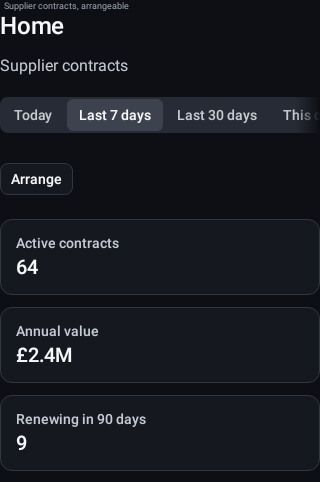 Supplier contracts, arrangeable
Home
Supplier contracts
Today Last 7 days Last 30 days This
Arrange
Active contracts
64
Annual value
£2.4M
Renewing in 90 days
9